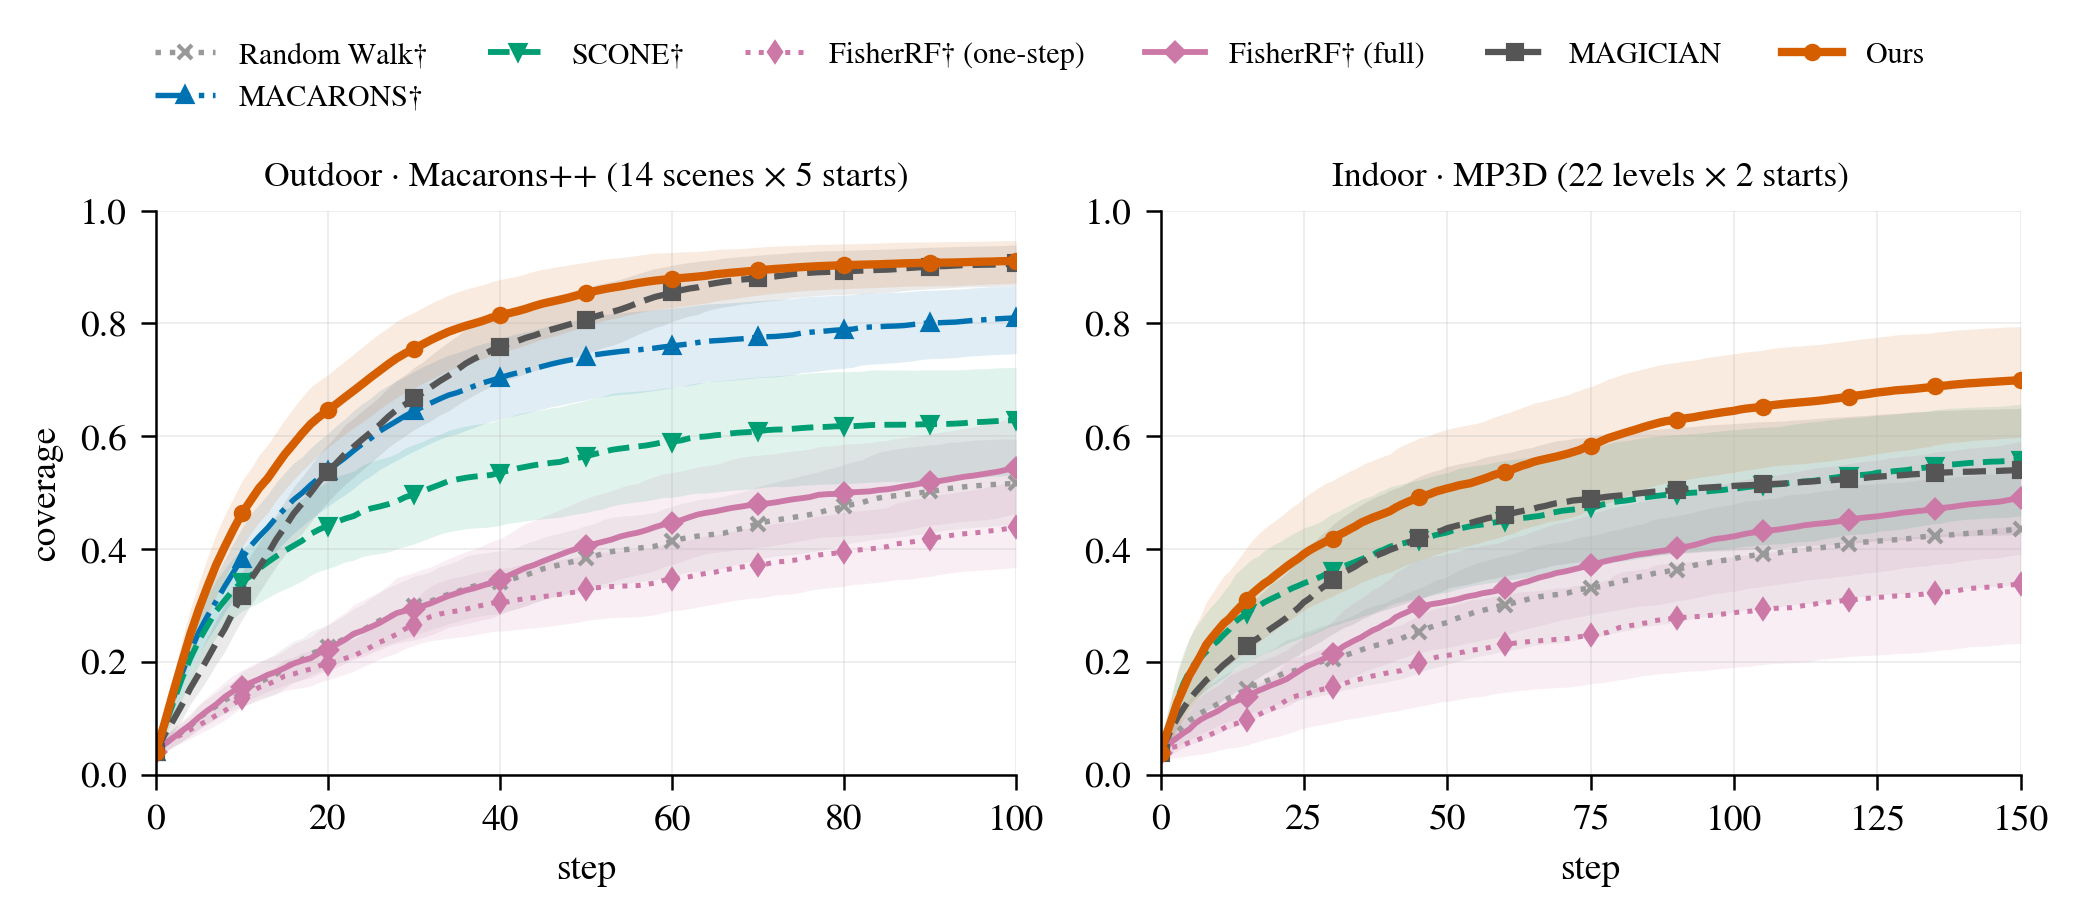 Random Walk† SCONE† FisherRF† (one-step) FisherRF† (full) MAGICIAN Ours
MACARONS†
Outdoor · Macarons++ (14 scenes × 5 starts)
Indoor · MP3D (22 levels × 2 starts)
coverage
1.0
0.8
0.6
0.4
0.2
0.0
0 20 40 60 80 100
step
1.0
0.8
0.6
0.4
0.2
0.0
0 25 50 75 100 125 150
step